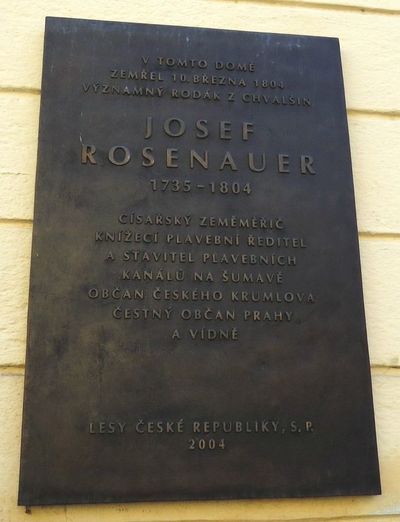 V TOMTO DOMĚ
ZEMŘEL 10.BŘEZNA 1804
VÝZNAMNÝ RODÁK Z CHVALŠIN
JOSEF
ROSENAUER
1735-1804
CÍSAŘSKÝ ZEMĚMĚŘIČ
KNÍŽECÍ PLAVEBNÍ ŘEDITEL
A STAVITEL PLAVEBNÍCH
KANÁLŮ NA ŠUMAVĚ
OBČAN ČESKÉHO KRUMLOVA
ČESTNÝ OBČAN PRAHY
A VÍDNĚ
LESY ČESKÉ REPUBLIKY, S. P.
2004